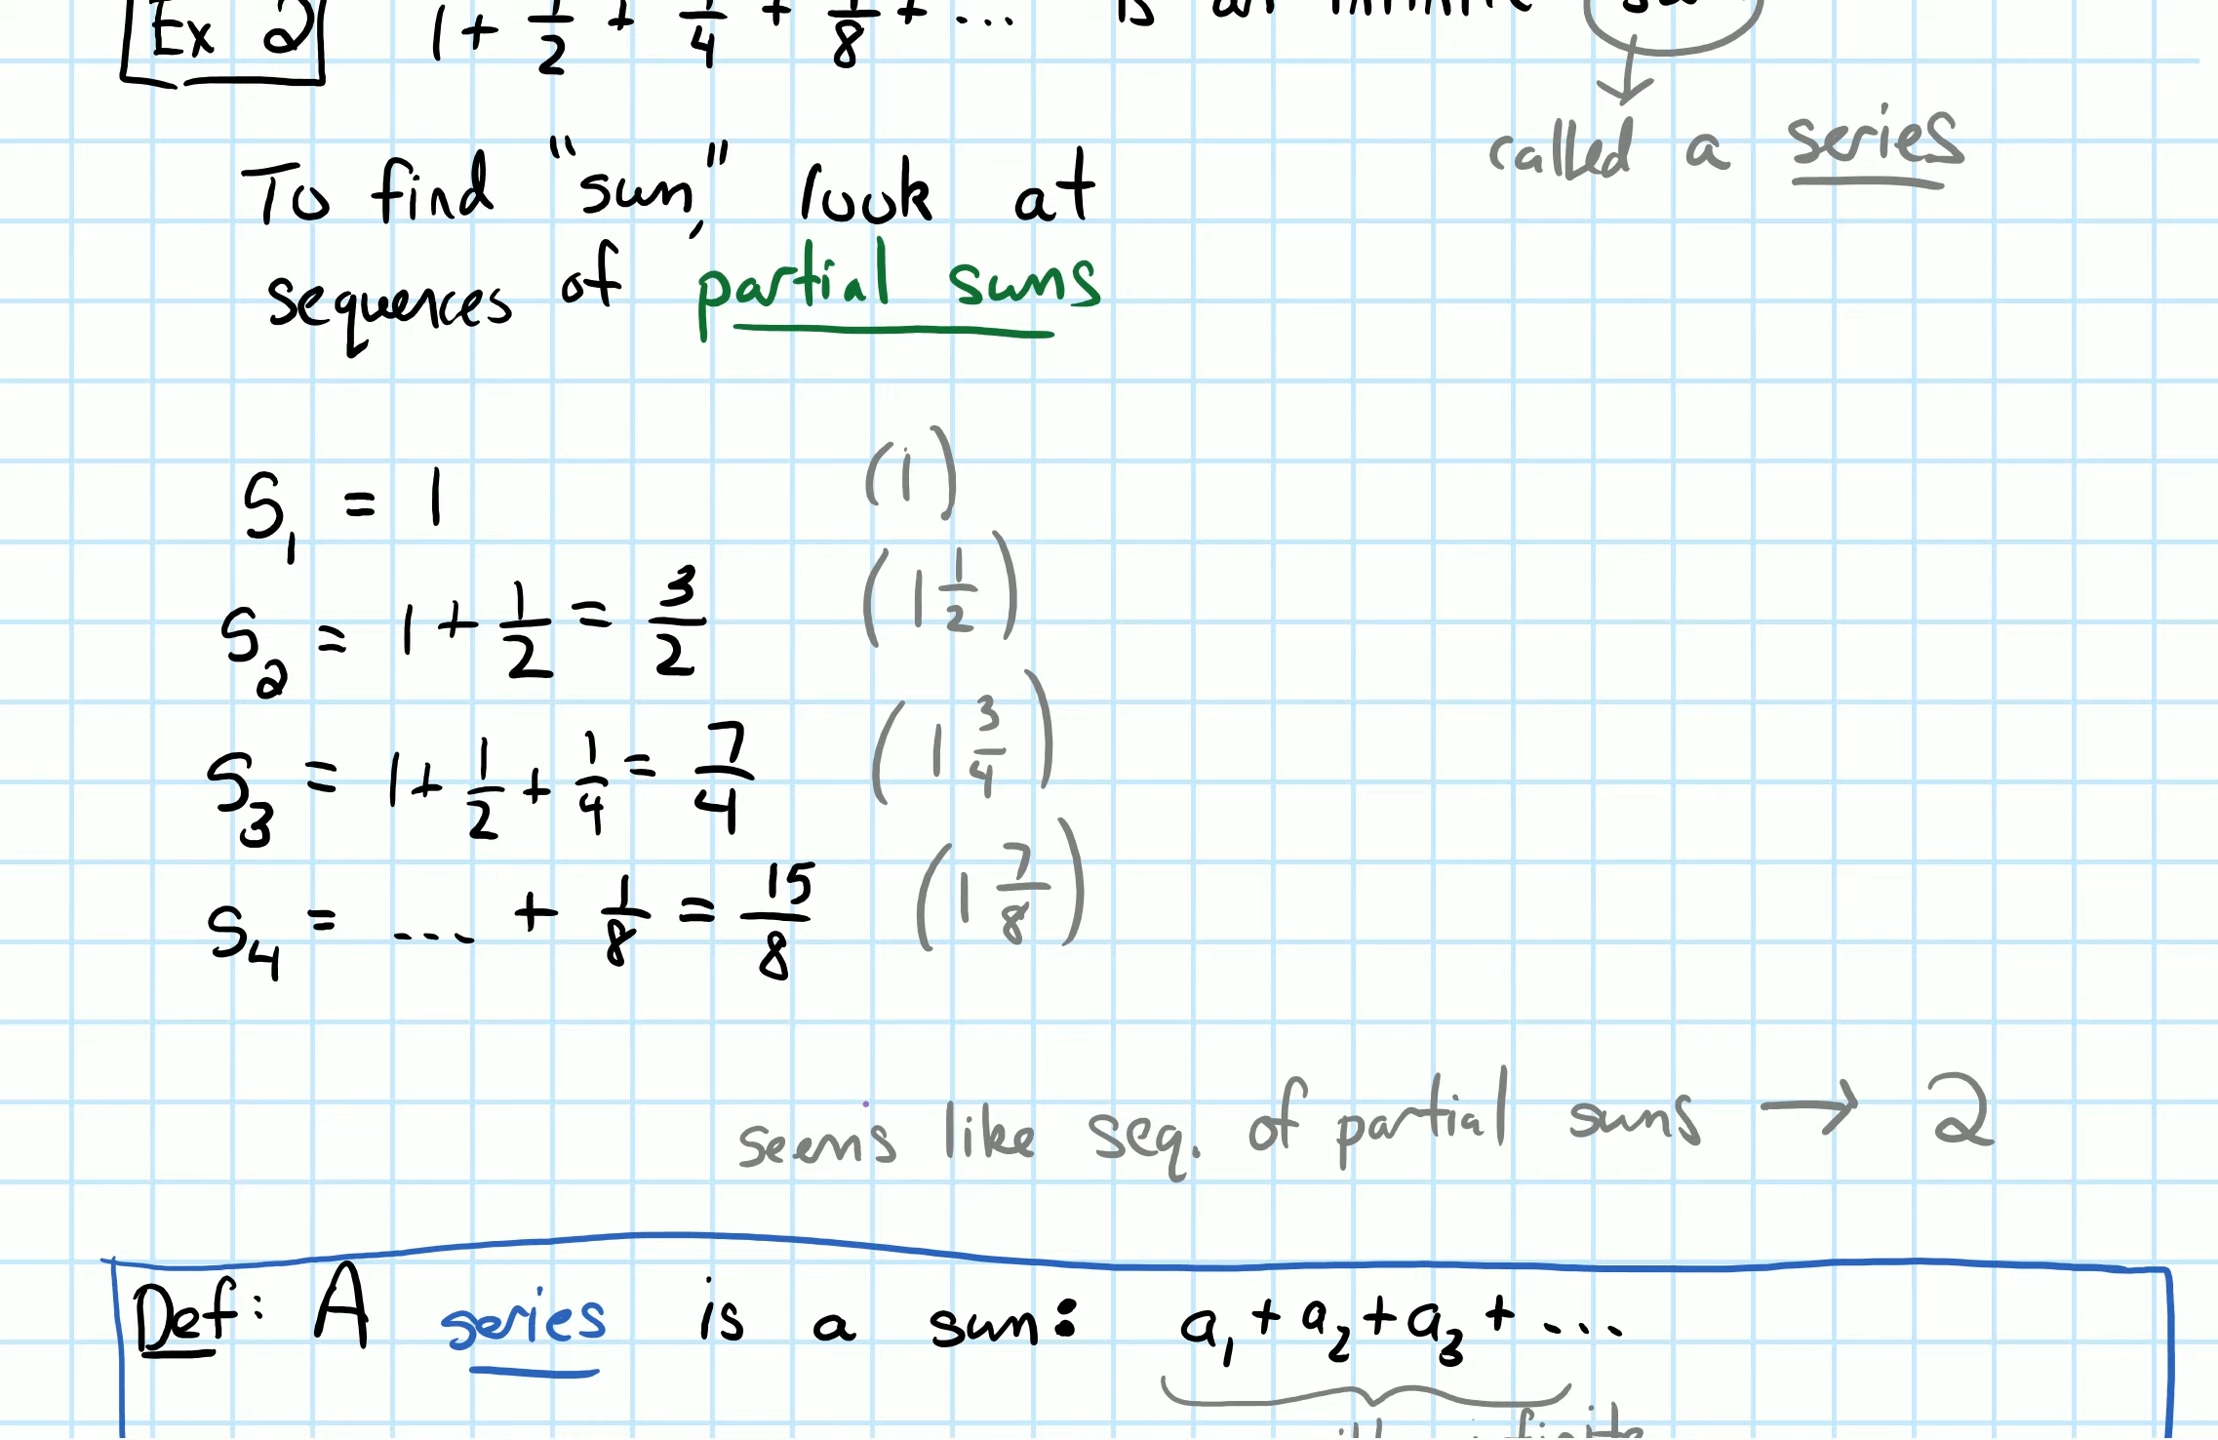 Ex 2 1 + 1/2 + 1/4 + 1/8 + ... is an infinite
called a series
To find "sum," look at
sequences of partial sums
S₁ = 1 (1)
S₂ = 1 + 1/2 = 3/2 (1 1/2)
S₃ = 1 + 1/2 + 1/4 = 7/4 (1 3/4)
S₄ = ... + 1/8 = 15/8 (1 7/8)
seems like seq. of partial sums → 2
Def: A series is a sum: a₁ + a₂ + a₃ + ...